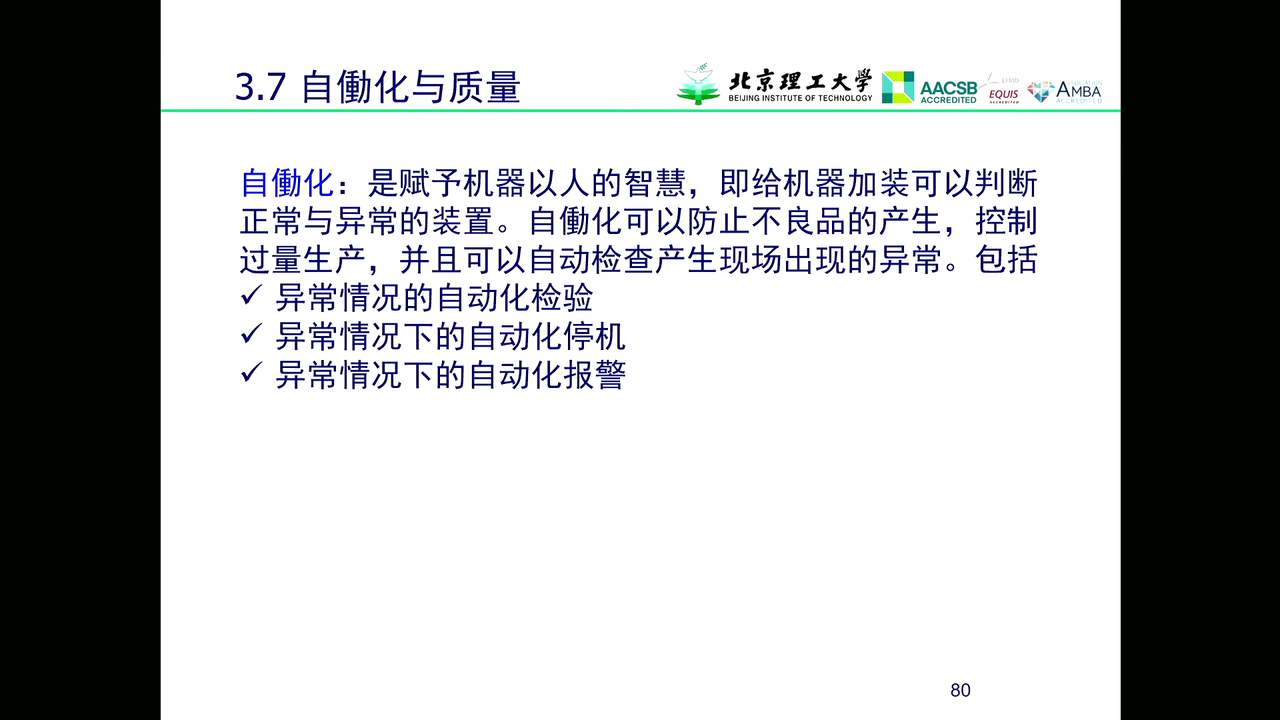 3.7 自働化与质量
北京理工大学
BEIJING INSTITUTE OF TECHNOLOGY
AACSB
ACCREDITED
EFMD
EQUIS
ACCREDITED
ASSOCIATION
AMBA
ACCREDITED
自働化：是赋予机器以人的智慧，即给机器加装可以判断
正常与异常的装置。自働化可以防止不良品的产生，控制
过量生产，并且可以自动检查产生现场出现的异常。包括
✓ 异常情况的自动化检验
✓ 异常情况下的自动化停机
✓ 异常情况下的自动化报警
80